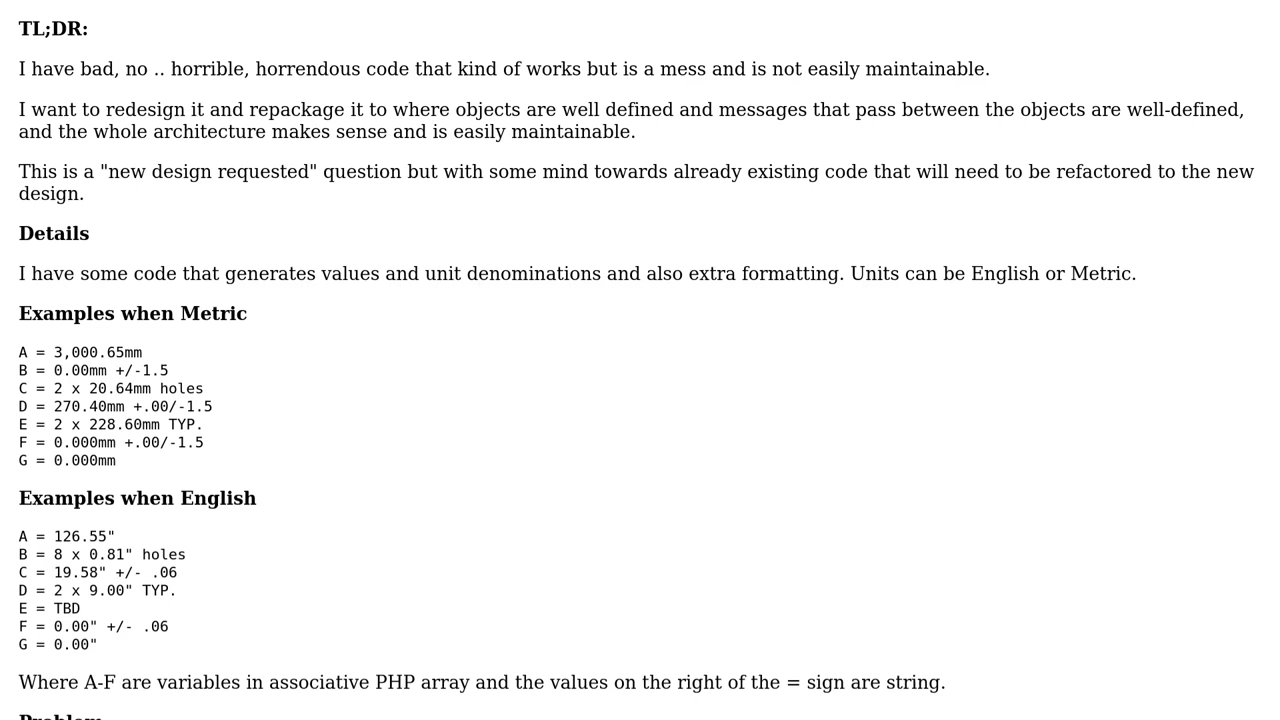 TL;DR:
I have bad, no .. horrible, horrendous code that kind of works but is a mess and is not easily maintainable.
I want to redesign it and repackage it to where objects are well defined and messages that pass between the objects are well-defined,
and the whole architecture makes sense and is easily maintainable.
This is a "new design requested" question but with some mind towards already existing code that will need to be refactored to the new
design.
Details
I have some code that generates values and unit denominations and also extra formatting. Units can be English or Metric.
Examples when Metric
A = 3,000.65mm
B = 0.00mm +/-1.5
C = 2 x 20.64mm holes
D = 270.40mm +.00/-1.5
E = 2 x 228.60mm TYP.
F = 0.000mm +.00/-1.5
G = 0.000mm
Examples when English
A = 126.55"
B = 8 x 0.81" holes
C = 19.58" +/- .06
D = 2 x 9.00" TYP.
E = TBD
F = 0.00" +/- .06
G = 0.00"
Where A-F are variables in associative PHP array and the values on the right of the = sign are string.
Problem